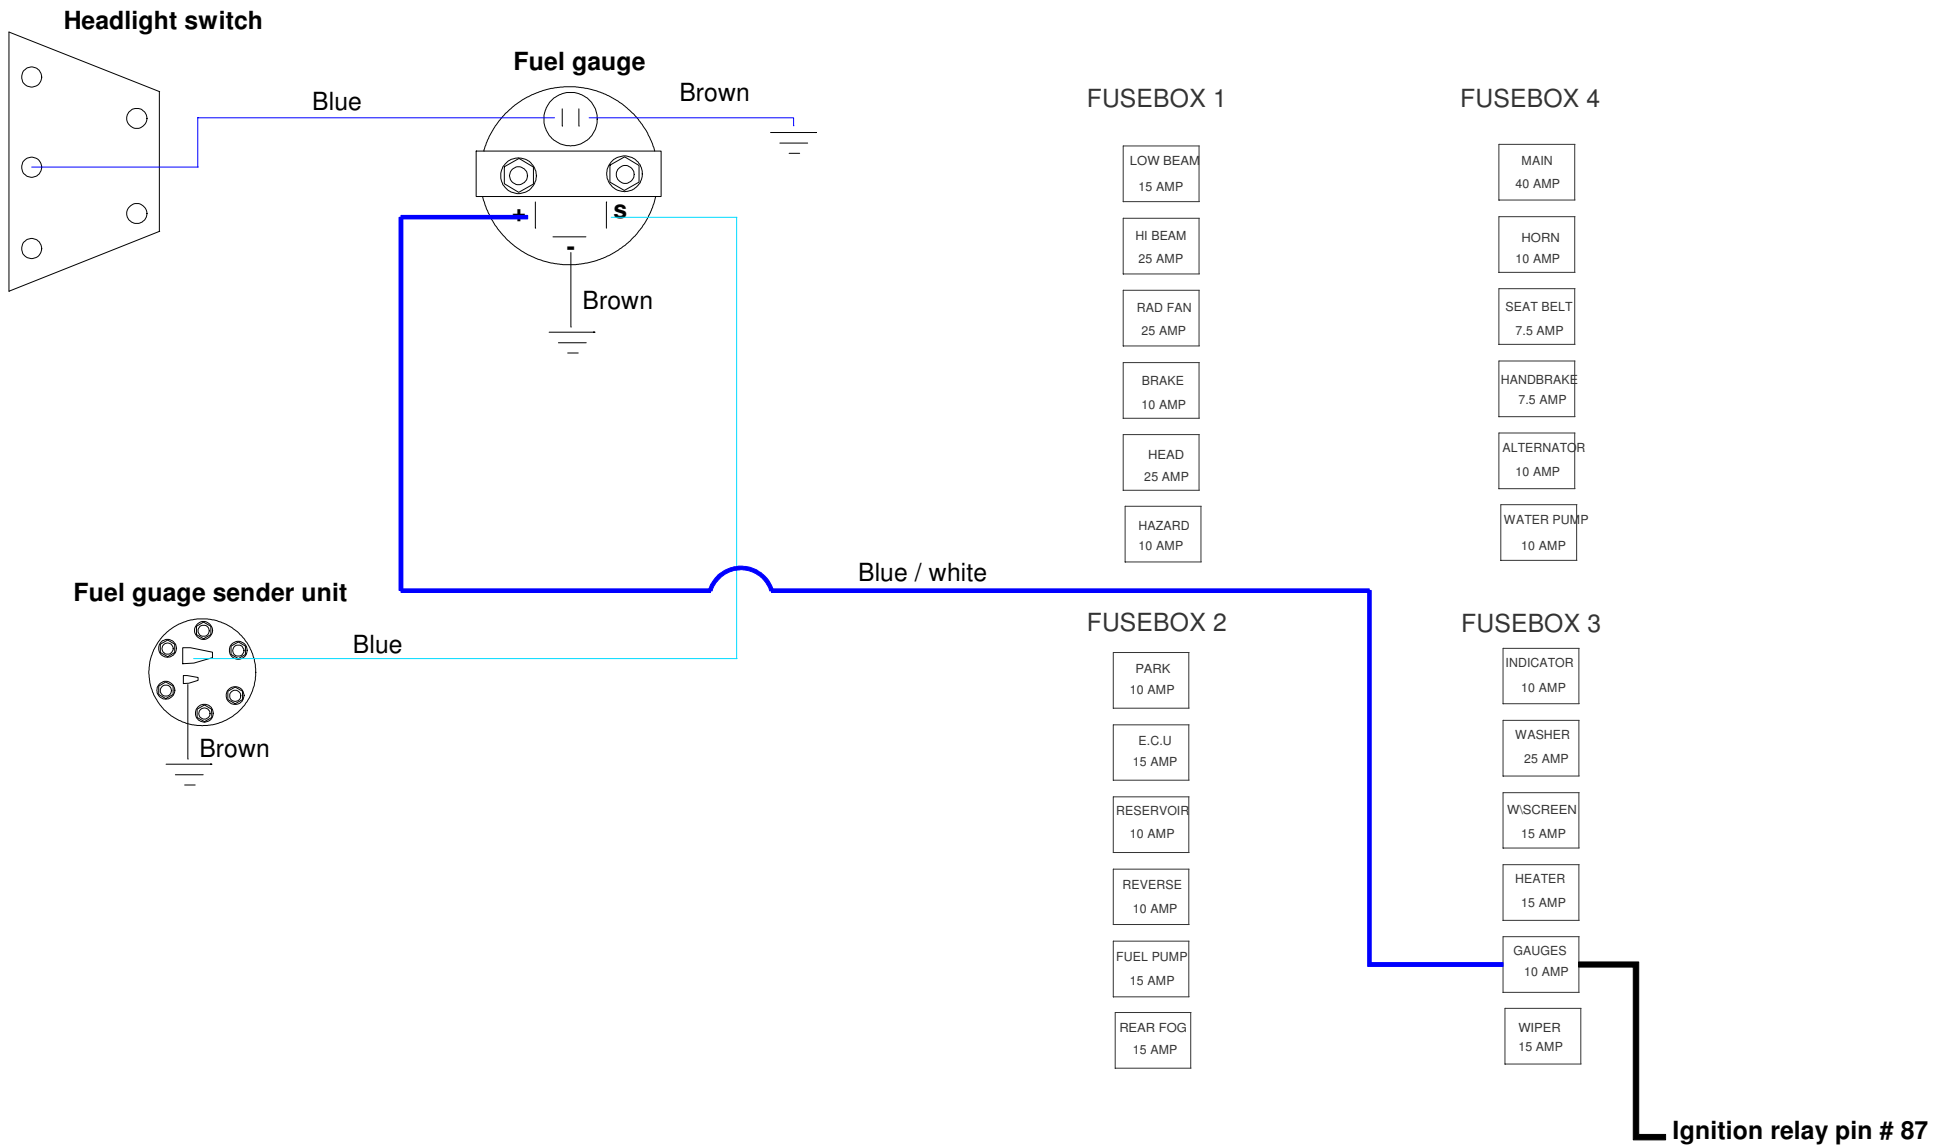 Headlight switch
Fuel gauge
Blue
Brown
+
S
-
Brown
Blue / white
Fuel guage sender unit
Blue
Brown
FUSEBOX 1
LOW BEAM
15 AMP
HI BEAM
25 AMP
RAD FAN
25 AMP
BRAKE
10 AMP
HEAD
25 AMP
HAZARD
10 AMP
FUSEBOX 4
MAIN
40 AMP
HORN
10 AMP
SEAT BELT
7.5 AMP
HANDBRAKE
7.5 AMP
ALTERNATOR
10 AMP
WATER PUMP
10 AMP
FUSEBOX 2
PARK
10 AMP
E.C.U
15 AMP
RESERVOIR
10 AMP
REVERSE
10 AMP
FUEL PUMP
15 AMP
REAR FOG
15 AMP
FUSEBOX 3
INDICATOR
10 AMP
WASHER
25 AMP
W\SCREEN
15 AMP
HEATER
15 AMP
GAUGES
10 AMP
WIPER
15 AMP
Ignition relay pin # 87